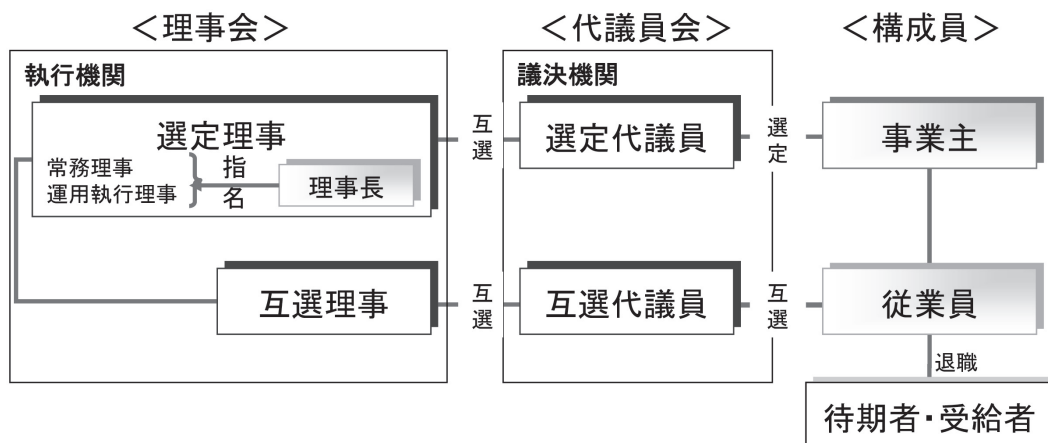 ＜理事会＞
＜代議員会＞
＜構成員＞
執行機関
選定理事
常務理事
運用執行理事
指名
理事長
互選理事
互選
互選
議決機関
選定代議員
互選代議員
選定
互選
事業主
従業員
退職
待期者・受給者